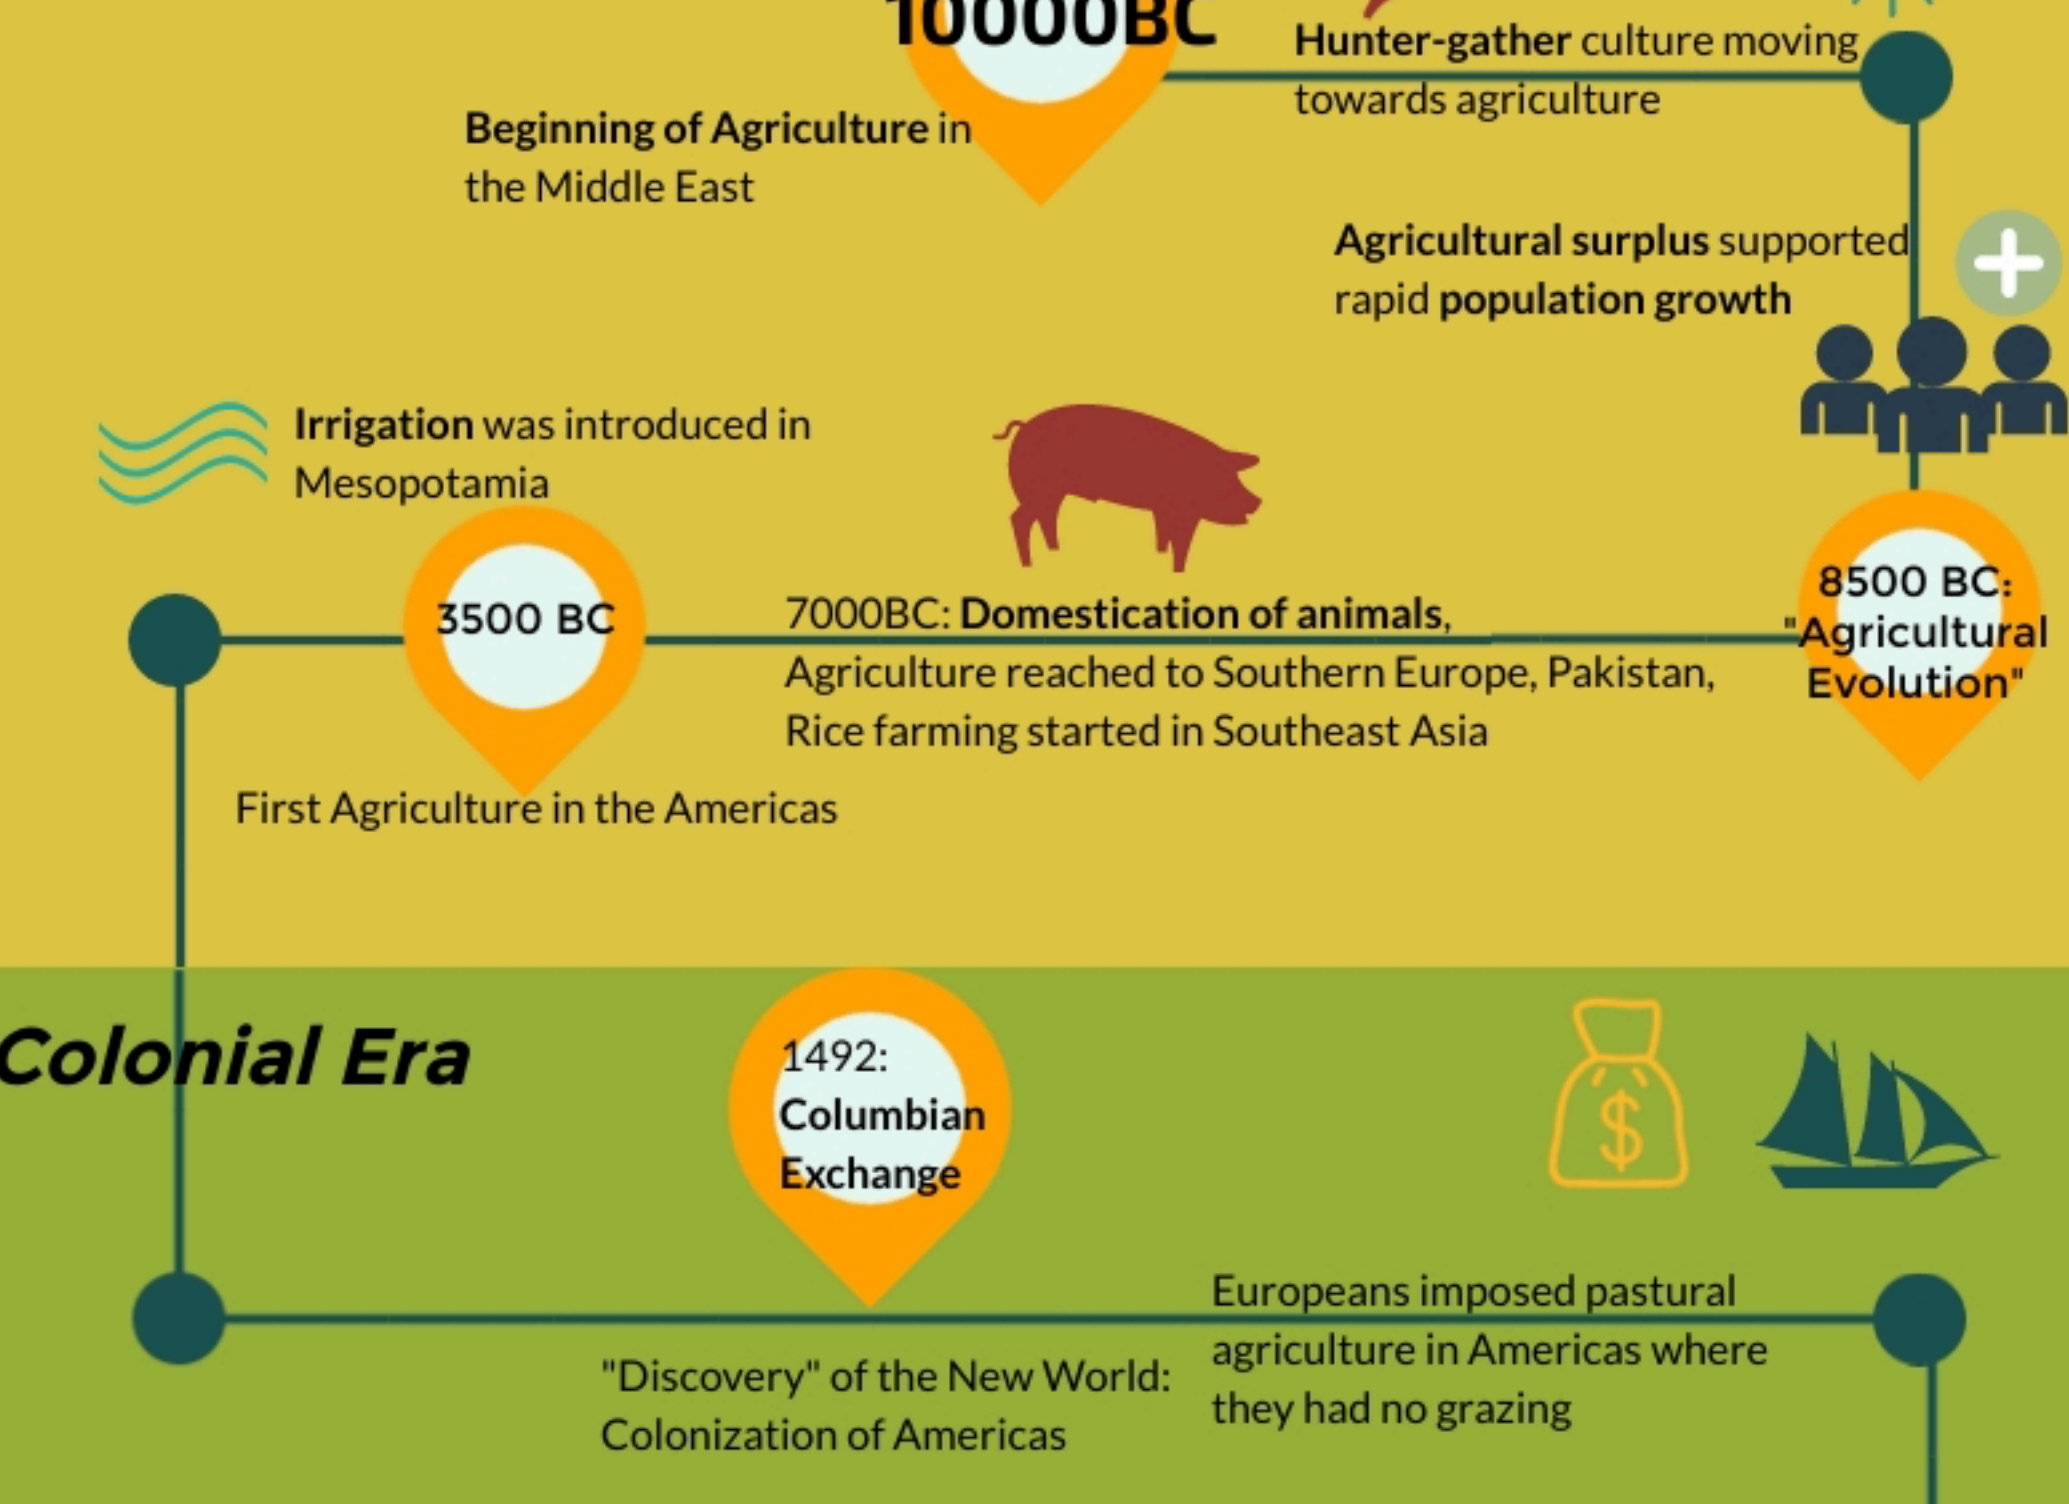 10000BC
Hunter-gather culture moving
towards agriculture
Beginning of Agriculture in
the Middle East
Agricultural surplus supported
rapid population growth
Irrigation was introduced in
Mesopotamia
8500 BC:
"Agricultural
Evolution"
7000BC: Domestication of animals,
Agriculture reached to Southern Europe, Pakistan,
Rice farming started in Southeast Asia
3500 BC
First Agriculture in the Americas
Colonial Era
1492:
Columbian
Exchange
$
"Discovery" of the New World:
Colonization of Americas
Europeans imposed pastural
agriculture in Americas where
they had no grazing